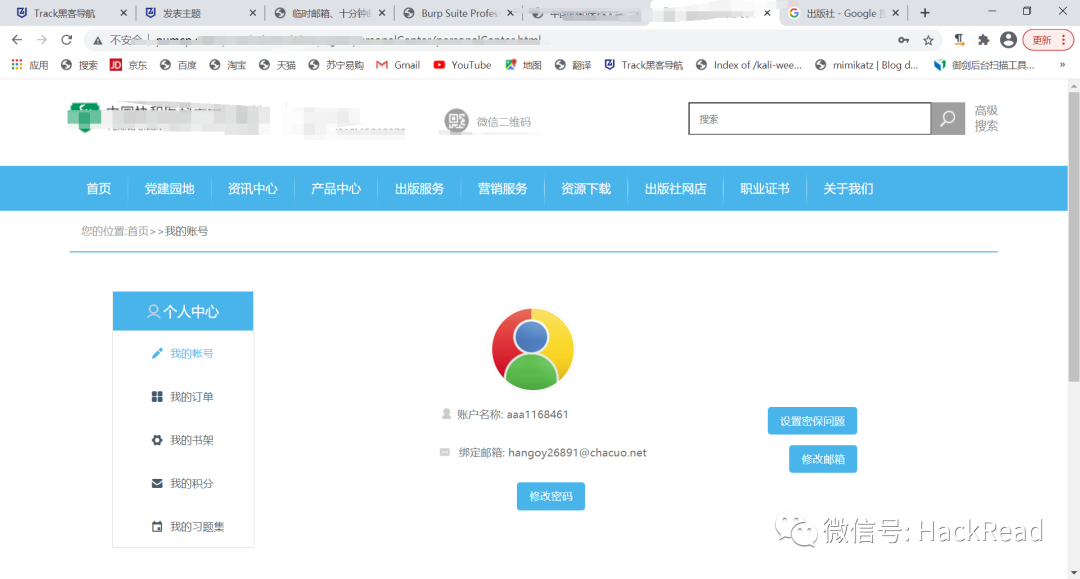 Track黑客导航
发表主题
临时邮箱、十分钟
Burp Suite Profes
出版社 - Google
不安全
更新
应用 搜索 京东 百度 淘宝 天猫 苏宁易购 Gmail YouTube 地图 翻译 Track黑客导航 Index of /kali-wee... mimikatz | Blog d... 御剑后台扫描工具... »
微信二维码
搜索
高级
搜索
首页 党建园地 资讯中心 产品中心 出版服务 营销服务 资源下载 出版社网店 职业证书 关于我们
您的位置:首页>>我的账号
个人中心
我的帐号
我的订单
我的书架
我的积分
我的习题集
账户名称: aaa1168461
设置密保问题
绑定邮箱: hangoy26891@chacuo.net
修改邮箱
修改密码
微信号: HackRead